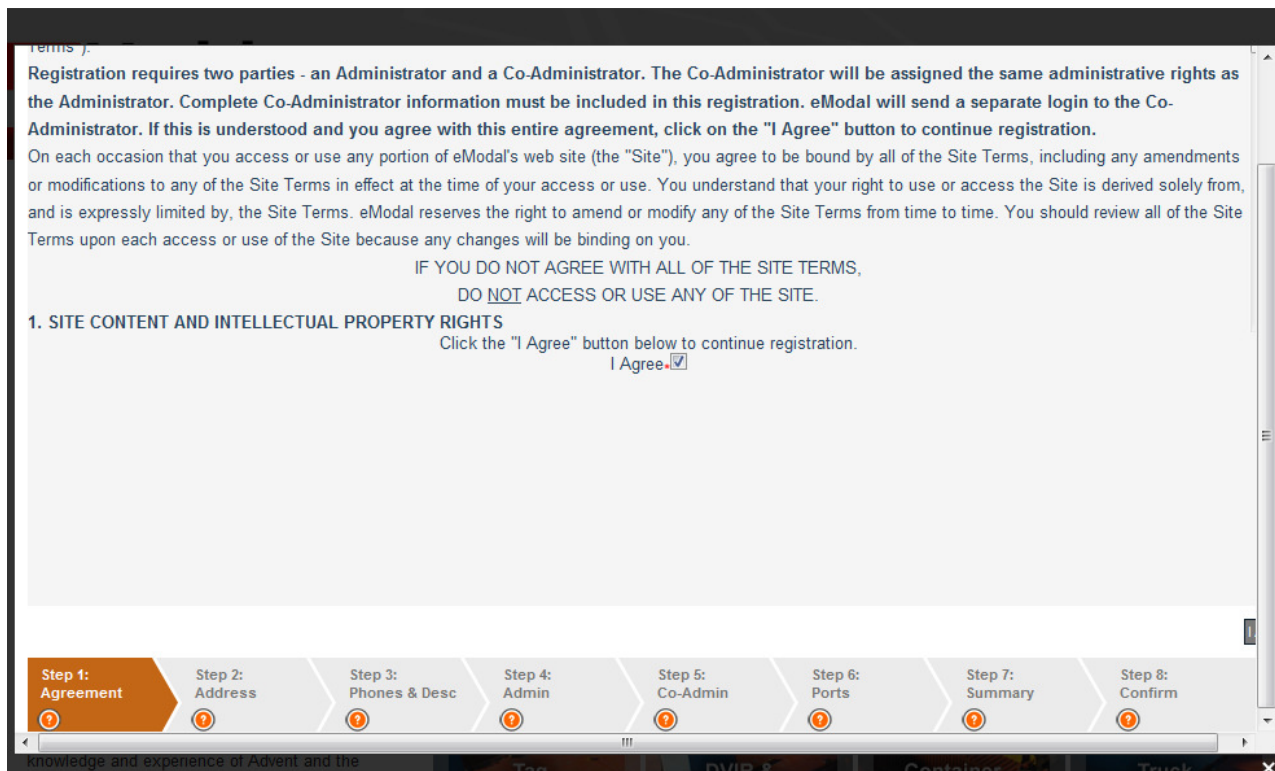 Terms").
Registration requires two parties - an Administrator and a Co-Administrator. The Co-Administrator will be assigned the same administrative rights as
the Administrator. Complete Co-Administrator information must be included in this registration. eModal will send a separate login to the Co-
Administrator. If this is understood and you agree with this entire agreement, click on the "I Agree" button to continue registration.
On each occasion that you access or use any portion of eModal's web site (the "Site"), you agree to be bound by all of the Site Terms, including any amendments
or modifications to any of the Site Terms in effect at the time of your access or use. You understand that your right to use or access the Site is derived solely from,
and is expressly limited by, the Site Terms. eModal reserves the right to amend or modify any of the Site Terms from time to time. You should review all of the Site
Terms upon each access or use of the Site because any changes will be binding on you.
IF YOU DO NOT AGREE WITH ALL OF THE SITE TERMS,
DO NOT ACCESS OR USE ANY OF THE SITE.
1. SITE CONTENT AND INTELLECTUAL PROPERTY RIGHTS
Click the "I Agree" button below to continue registration.
I Agree*
Step 1: Step 2: Step 3: Step 4: Step 5: Step 6: Step 7: Step 8:
Agreement Address Phones & Desc Admin Co-Admin Ports Summary Confirm
? ? ? ? ? ? ? ?
knowledge and experience of Advent and the
Tag DVIR & Container Truck